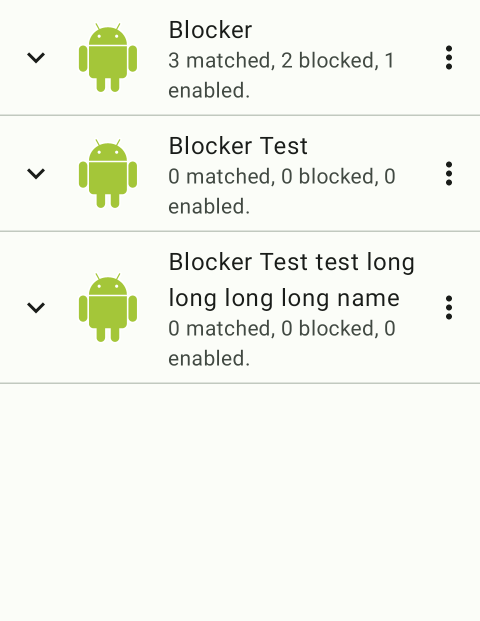 Blocker
3 matched, 2 blocked, 1
enabled.
Blocker Test
0 matched, 0 blocked, 0
enabled.
Blocker Test test long
long long long name
0 matched, 0 blocked, 0
enabled.